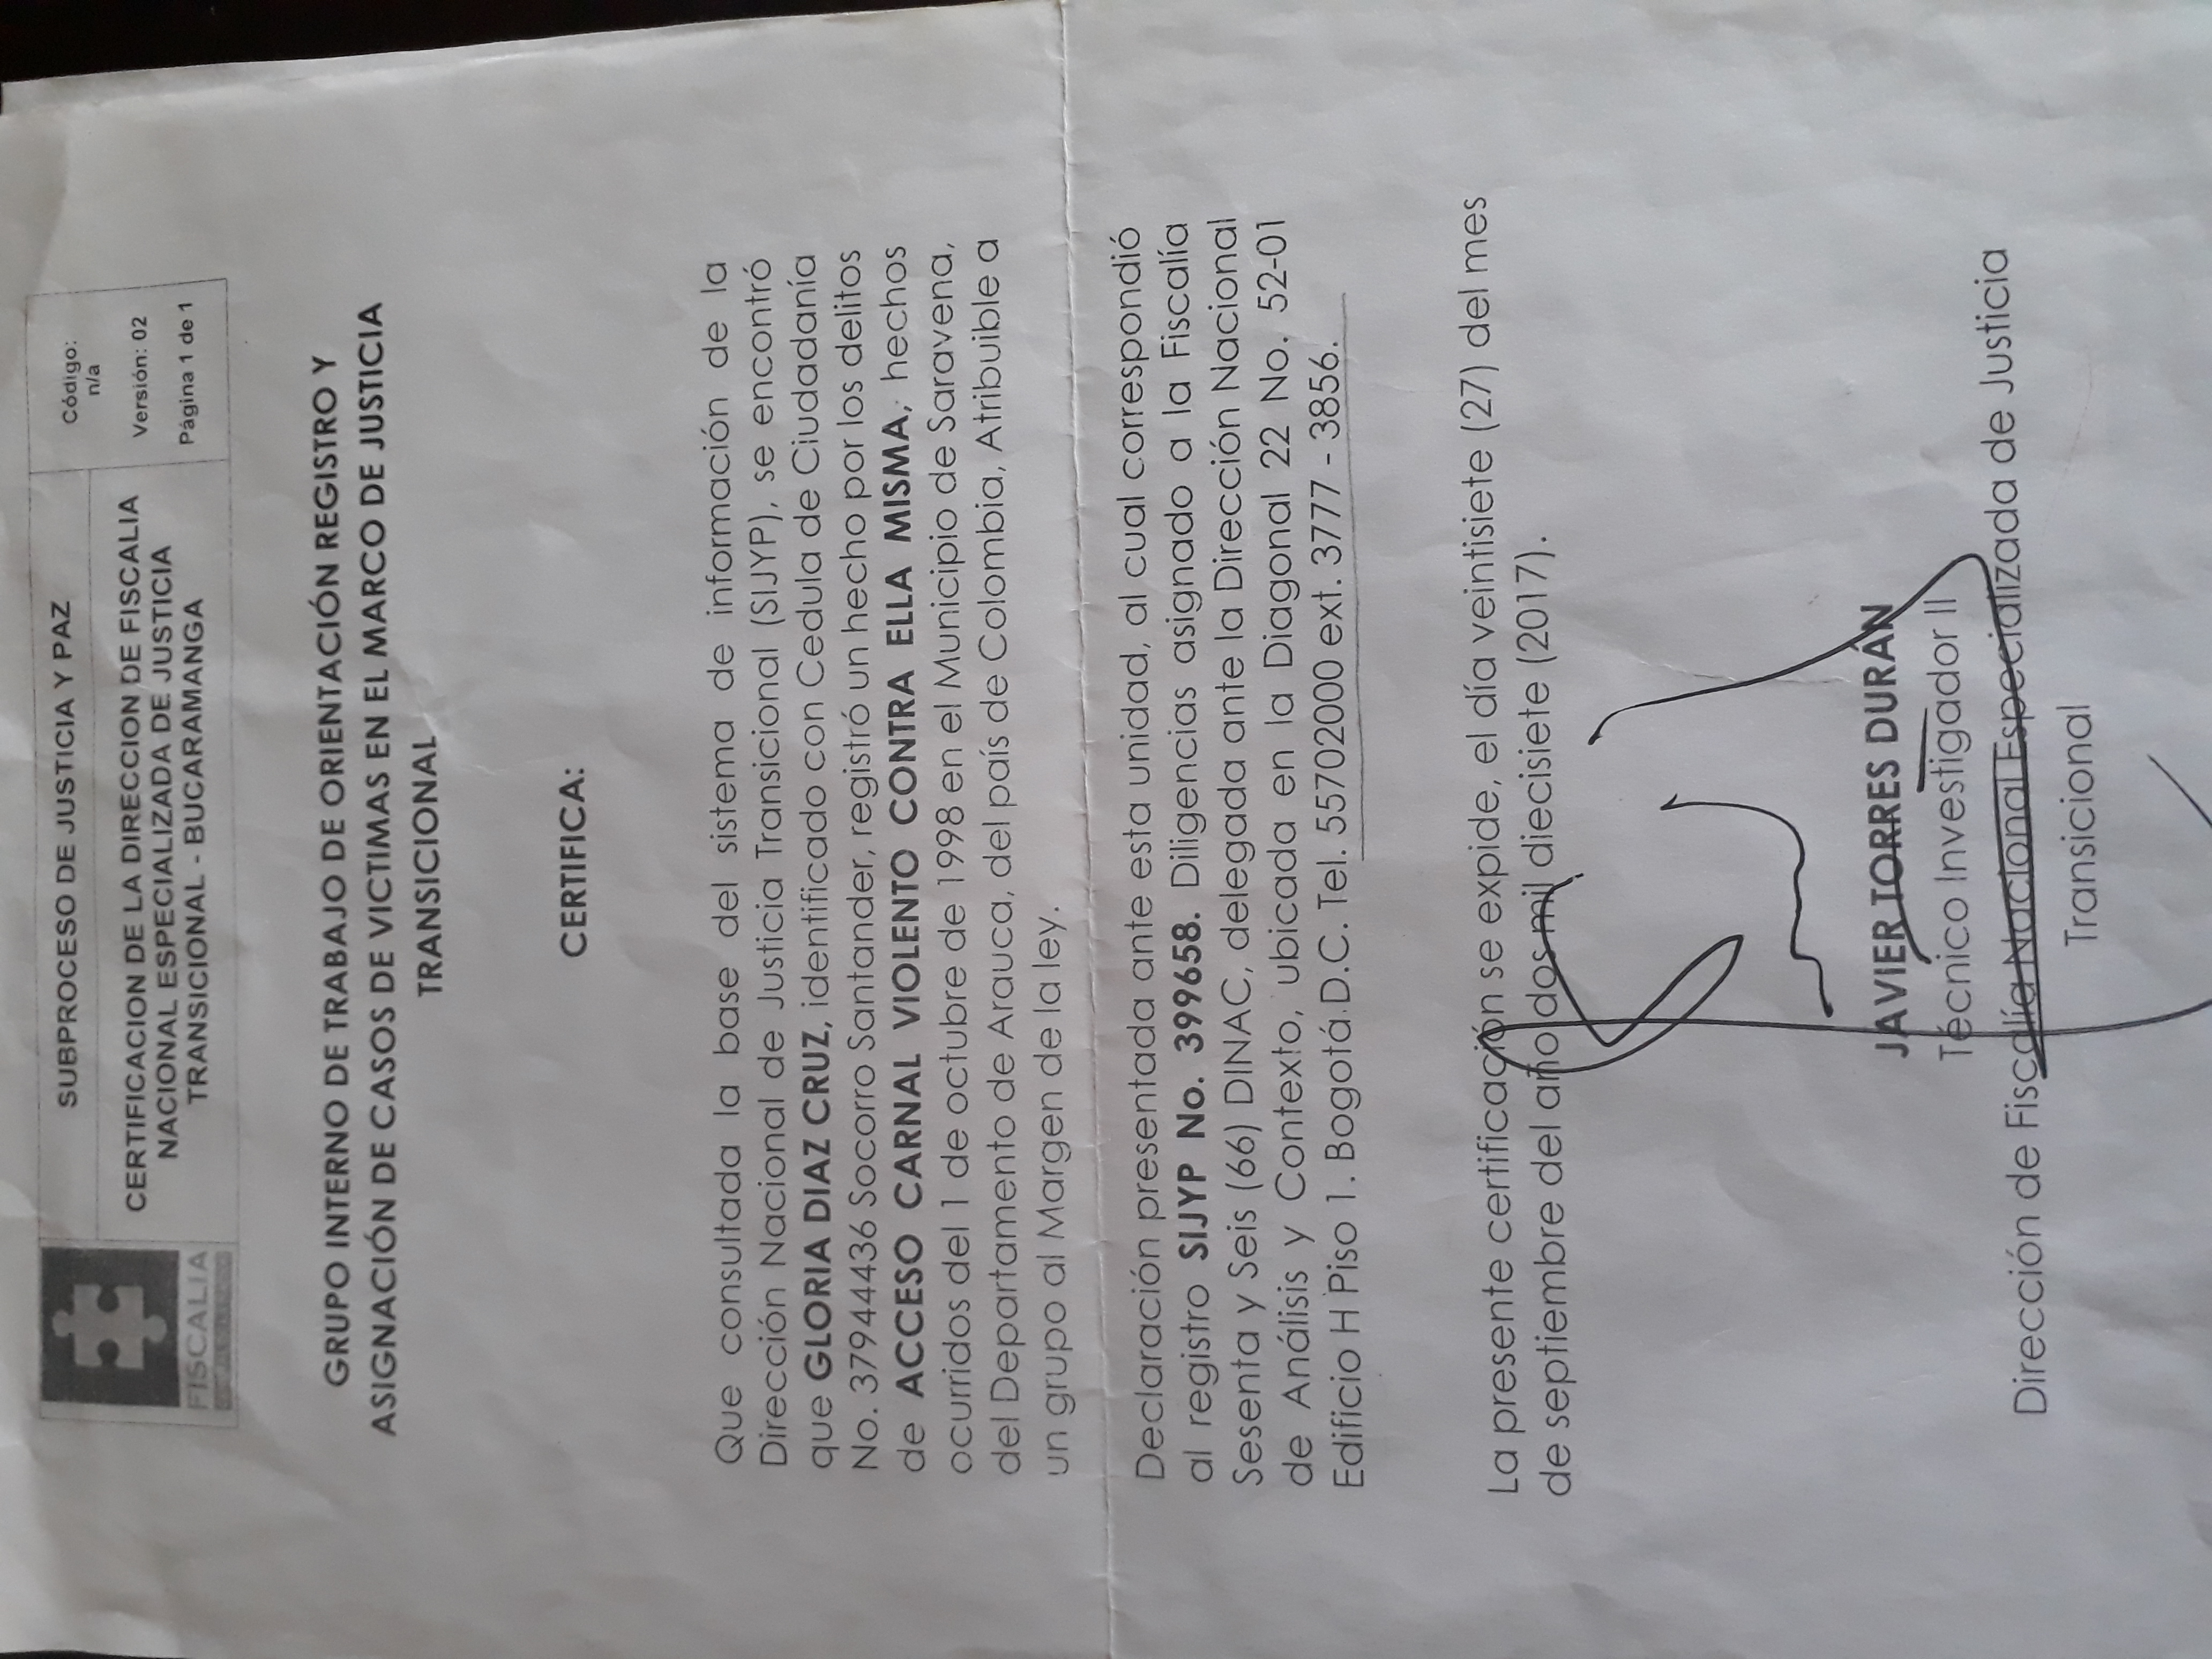 SUBPROCESO DE JUSTICIA Y PAZ
CERTIFICACION DE LA DIRECCION DE FISCALIA
NACIONAL ESPECIALIZADA DE JUSTICIA
TRANSICIONAL - BUCARAMANGA
Código:
n/a
Versión: 02
Página 1 de 1
FISCALIA
GRUPO INTERNO DE TRABAJO DE ORIENTACIÓN REGISTRO Y
ASIGNACIÓN DE CASOS DE VICTIMAS EN EL MARCO DE JUSTICIA
TRANSICIONAL
CERTIFICA:
Que consultada la base del sistema de información de la
Dirección Nacional de Justicia Transicional (SIJYP), se encontró
que GLORIA DIAZ CRUZ, identificado con Cedula de Ciudadanía
No. 37944436 Socorro Santander, registró un hecho por los delitos
de ACCESO CARNAL VIOLENTO CONTRA ELLA MISMA, hechos
ocurridos del 1 de octubre de 1998 en el Municipio de Saravena,
del Departamento de Arauca, del país de Colombia, Atribuible a
un grupo al Margen de la ley.
Declaración presentada ante esta unidad, al cual correspondió
al registro SIJYP No. 399658. Diligencias asignado a la Fiscalía
Sesenta y Seis (66) DINAC, delegada ante la Dirección Nacional
de Análisis y Contexto, ubicada en la Diagonal 22 No. 52-01
Edificio H Piso 1. Bogotá D.C. Tel. 55702000 ext. 3777 - 3856.
La presente certificación se expide, el día veintisiete (27) del mes
de septiembre del año dos mil diecisiete (2017).
JAVIER TORRES DURÁN
Técnico Investigador II
Dirección de Fiscalía Nacional Especializada de Justicia
Transicional